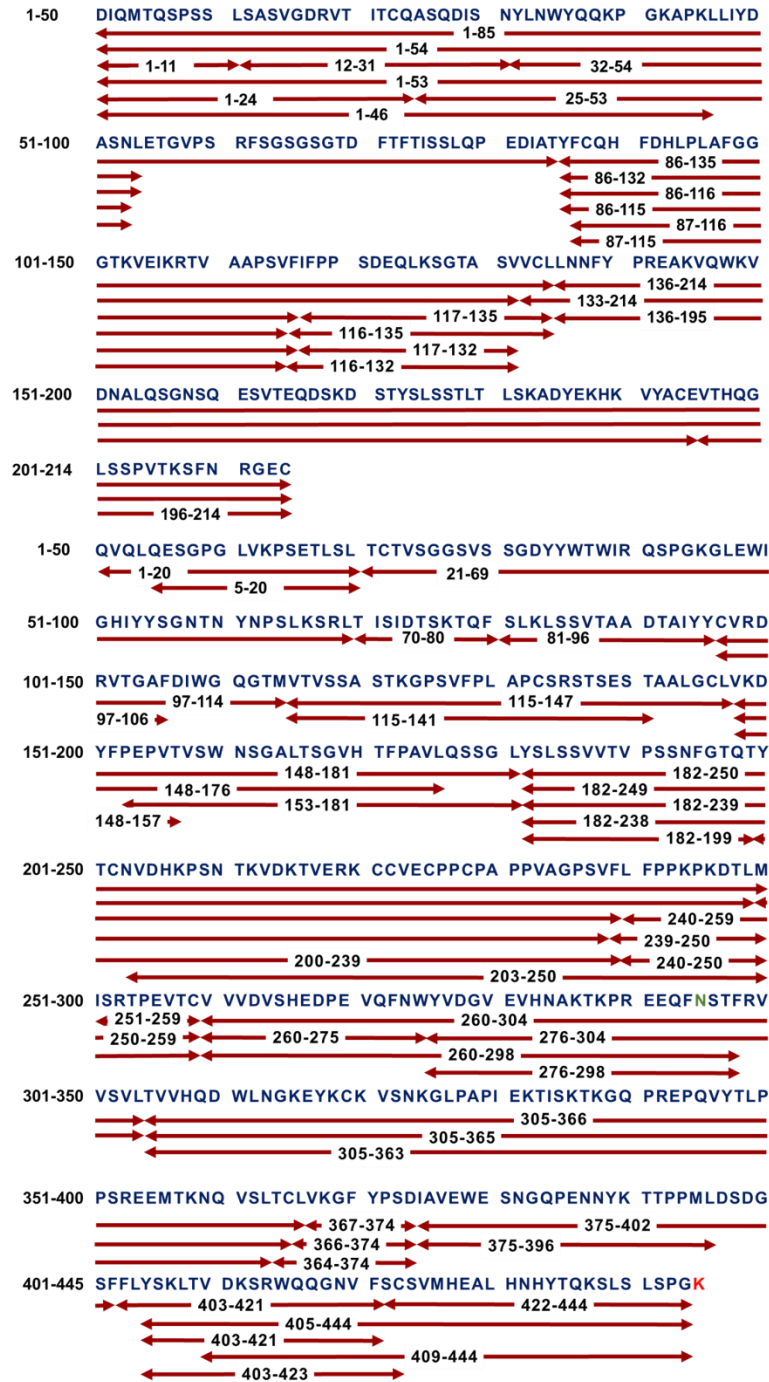 1-50 DIQMTQSPSS LSASVGDRVT ITCQASQDIS NYLNWYQQKP GKAPKLLIYD
1-85
1-54
1-11 12-31 32-54
1-53
1-24 25-53
1-46
51-100 ASNLETGVPS RFSGSGSGTD FTFTISSLQP EDIATYFCQH FDHLPLAFGG
86-135
86-132
86-116
86-115
87-116
87-115
101-150 GTKVEIKRTV AAPSVFIFPP SDEQLKSGTA SVVCLLNNFY PREAKVQWKV
136-214
133-214
117-135 136-195
116-135
117-132
116-132
151-200 DNALQSGNSQ ESVTEQDSKD STYSLSSTLT LSKADYEKHK VYACEVTHQG
201-214 LSSPVTKSFN RGEC
196-214
1-50 QVQLQESGPG LVKPSETLSL TCTVSGGSVS SGDYYWTWIR QSPGKGLEWI
1-20 21-69
5-20
51-100 GHIYYSGNTN YNPSLKSRLT ISIDTSKTQF SLKLSSVTAA DTAIYYCVRD
70-80 81-96
101-150 RVTGAFDIWG QGTMVTVSSA STKGPSVFPL APCSRSTSES TAALGCLVKD
97-114 115-147
97-106 115-141
151-200 YFPEPVTVSW NSGALTSGVH TFPAVLQSSG LYSLSSVVTV PSSNFGTQTY
148-181 182-250
148-176 182-249
153-181 182-239
148-157 182-238
182-199
201-250 TCNVDHKPSN TKVDKTVERK CCVECPPCPA PPVAGPSVFL FPPKPKDTLM
240-259
239-250
200-239 240-250
203-250
251-300 ISRTPEVTCV VVDVSHEDPE VQFNWYVDGV EVHNAKTKPR EEQFNSTFRV
251-259 260-304
250-259 260-275 276-304
260-298
276-298
301-350 VSVLTVVHQD WLNGKEYKCK VSNKGLPAPI EKTISKTKGQ PREPQVYTLP
305-366
305-365
305-363
351-400 PSREEMTKNQ VSLTCLVKGF YPSDIAVEWE SNGQPENNYK TTPPMLDSDG
367-374 375-402
366-374 375-396
364-374
401-445 SFFLYSKLTV DKSRWQQGNV FSCSVMHEAL HNHYTQKSLS LSPGK
403-421 422-444
405-444
403-421
409-444
403-423